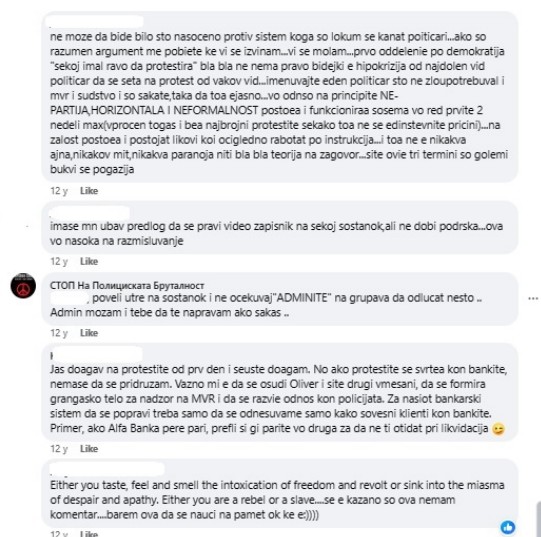 ne moze da bide bilo sto nasoceno protiv sistem koga so lokum se kanat poiticari...ako so
razumen argument me pobiete ke vi se izvinam...vi se molam...prvo oddelenie po demokratija
"sekoj imal ravo da protestira" bla bla ne nema pravo bidejki e hipokrizija od najdolen vid
politicar da se seta na protest od vakov vid...imenuvajte eden politicar sto ne zloupotrebuval i
mvr i sudstvo i so sakate,taka da toa ejasno...vo odnso na principite NE-
PARTIJA,HORIZONTALA I NEFORMALNOST postoea i funkcioniraa sosema vo red prvite 2
nedeli max(vprocen togas i bea najbrojni protestite sekako toa ne se edinstevnite pricini)...na
zalost postoea i postojat likovi koi ocigledno rabotat po instrukcija...i toa ne e nikakva
ajna,nikakov mit,nikakva paranoja niti bla bla teorija na zagovor...site ovie tri termini so golemi
bukvi se pogazija
12 y Like
imase mn ubav predlog da se pravi video zapisnik na sekoj sostanok,ali ne dobi podrska...ova
vo nasoka na razmisluvanje
12 y Like
СТОП На Полициската Бруталност
, poveli utre na sostanok i ne ocekuvaj"ADMINITE" na grupava da odlucat nesto ..
Admin mozam i tebe da te napravam ako sakas ..
12 y Like
Jas doagav na protestite od prv den i seuste doagam. No ako protestite se svrtea kon bankite,
nemase da se pridruzam. Vazno mi e da se osudi Oliver i site drugi vmesani, da se formira
grangasko telo za nadzor na MVR i da se razvie odnos kon policijata. Za nasiot bankarski
sistem da se popravi treba samo da se odnesuvame samo kako sovesni klienti kon bankite.
Primer, ako Alfa Banka pere pari, prefli si gi parite vo druga za da ne ti otidat pri likvidacija 😉
12 y Like
Either you taste, feel and smell the intoxication of freedom and revolt or sink into the miasma
of despair and apathy. Either you are a rebel or a slave....se e kazano so ova nemam
komentar....barem ova da se nauci na pamet ok ke e:))))
12 y Like